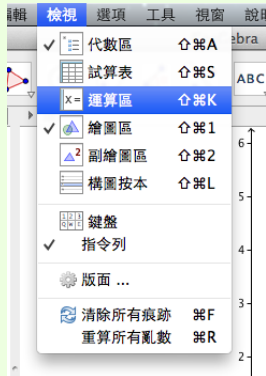 編輯 檢視 選項 工具 視窗 說明
ebra
✓ 代數區 ⇧⌘A
試算表 ⇧⌘S
X= 運算區 ⇧⌘K
ABC
✓ 繪圖區 ⇧⌘1
副繪圖區 ⇧⌘2
構圖按本 ⇧⌘L
鍵盤
✓ 指令列
版面 ...
清除所有痕跡 ⌘F
重算所有亂數 ⌘R
6
5
4
3
2